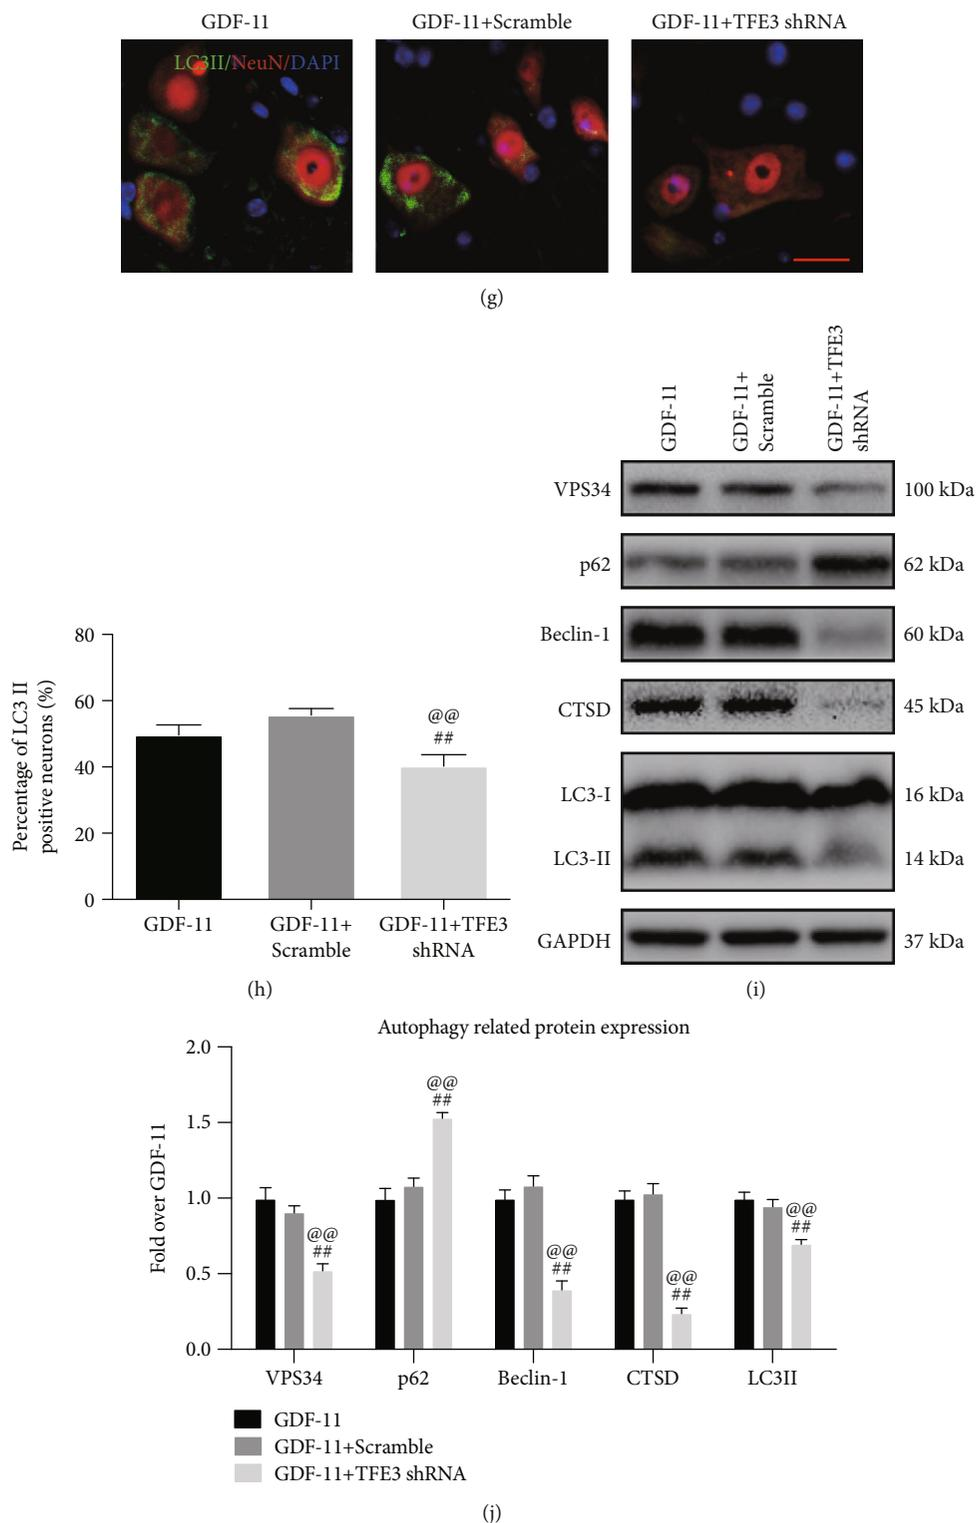 GDF-11
GDF-11+Scramble
GDF-11+TFE3 shRNA
LC3II/NeuN/DAPI
(g)
GDF-11
GDF-11+
Scramble
GDF-11+TFE3
shRNA
VPS34
100 kDa
p62
62 kDa
Beclin-1
60 kDa
CTSD
45 kDa
LC3-I
16 kDa
LC3-II
14 kDa
GAPDH
37 kDa
(i)
Percentage of LC3 II
positive neurons (%)
80
60
40
20
0
@@
##
GDF-11
GDF-11+
Scramble
GDF-11+TFE3
shRNA
(h)
Autophagy related protein expression
Fold over GDF-11
2.0
1.5
1.0
0.5
0.0
@@
##
@@
##
@@
##
@@
##
@@
##
VPS34
p62
Beclin-1
CTSD
LC3II
GDF-11
GDF-11+Scramble
GDF-11+TFE3 shRNA
(j)